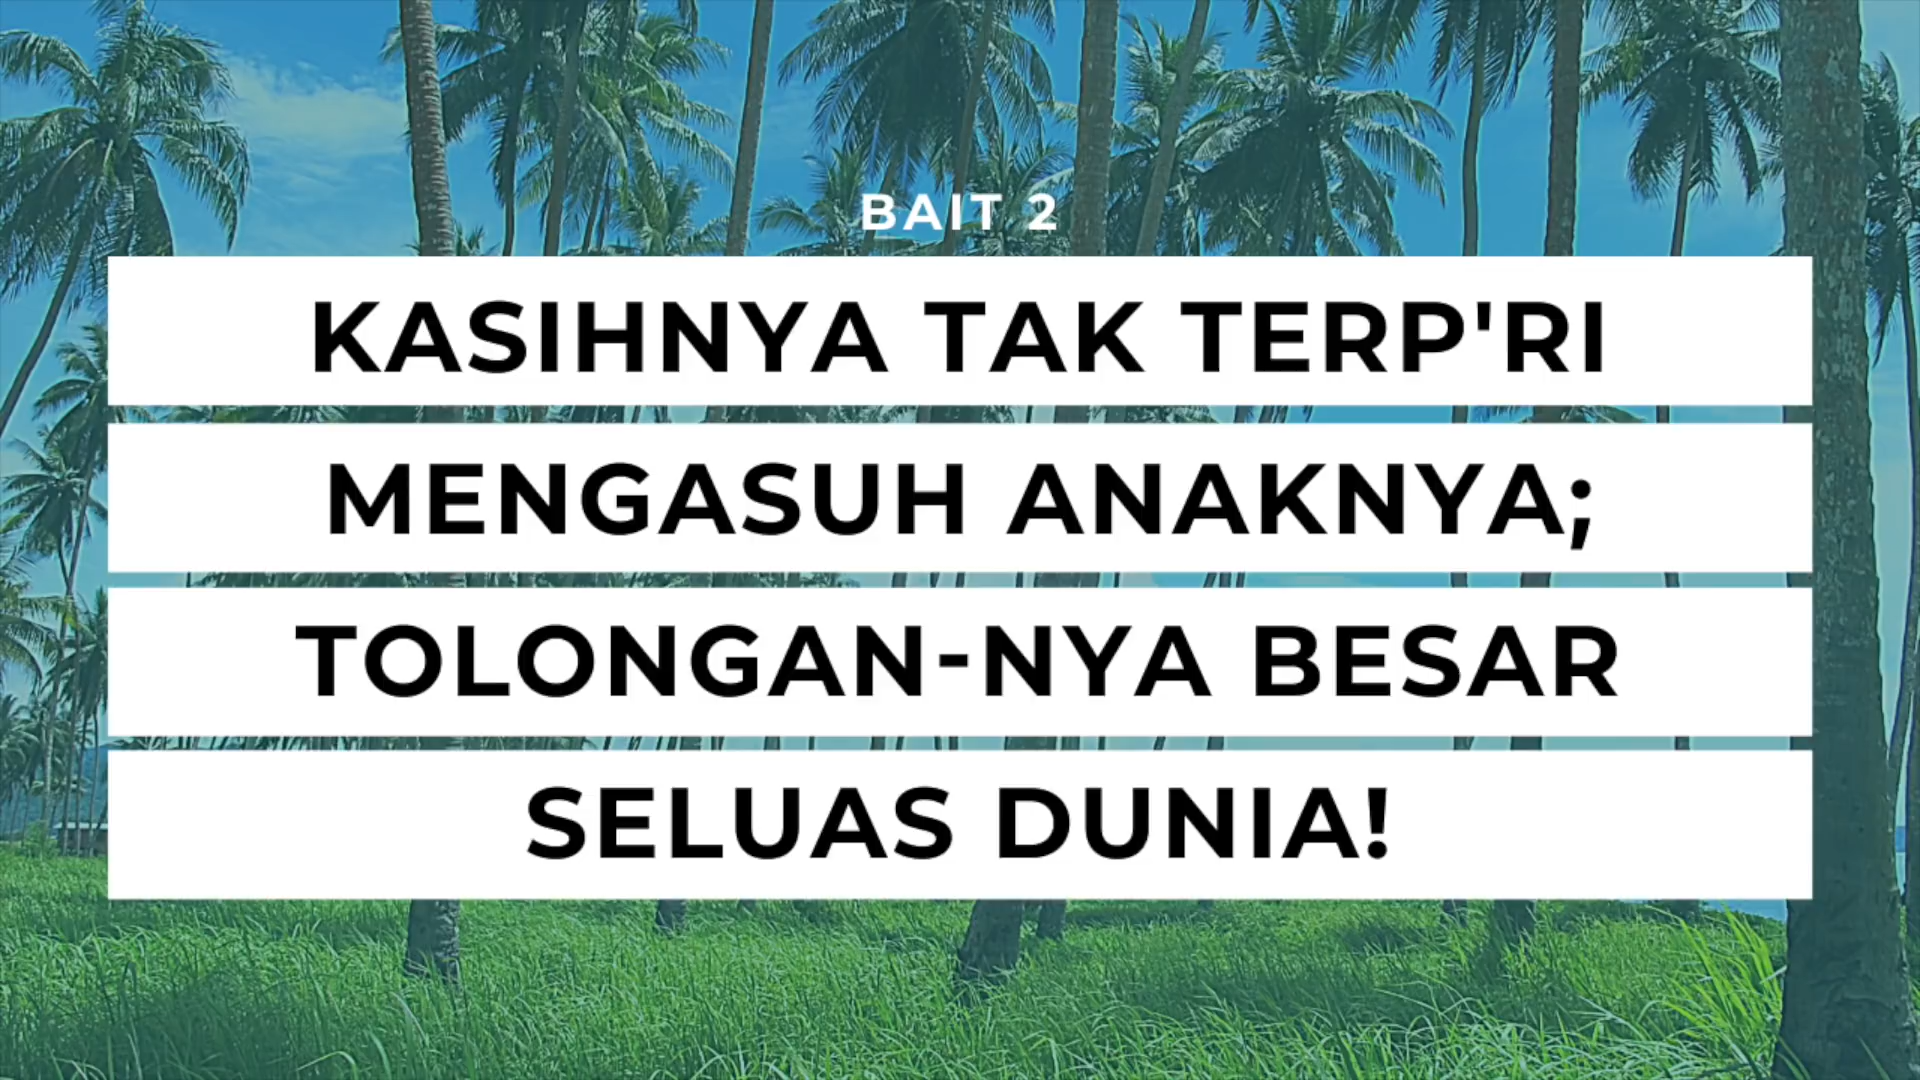 BAIT 2
KASIHNYA TAK TERP'RI
MENGASUH ANAKNYA;
TOLONGAN-NYA BESAR
SELUAS DUNIA!